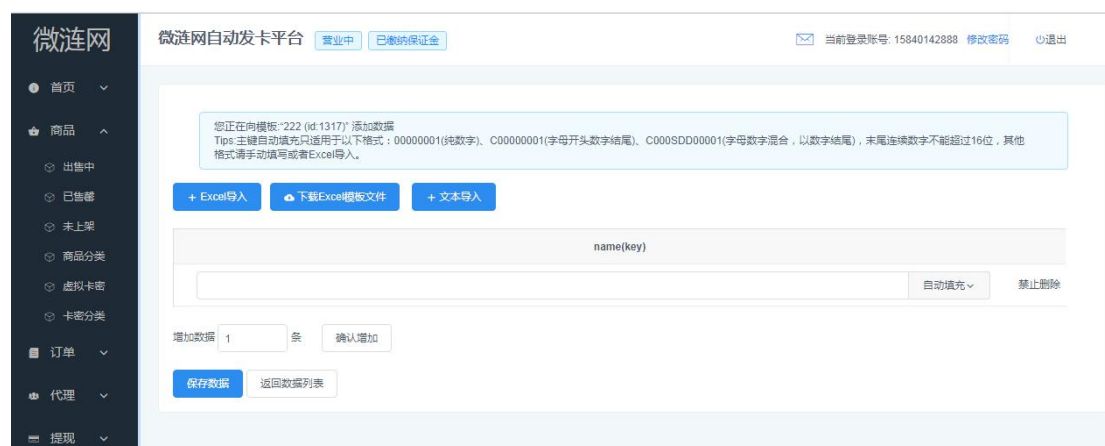 微涟网
微涟网自动发卡平台 营业中 已缴纳保证金
当前登录账号: 15840142888 修改密码 退出
首页
商品
出售中
已售罄
未上架
商品分类
虚拟卡密
卡密分类
订单
代理
提现
您正在向模板:“222 (id:1317)” 添加数据
Tips:主键自动填充只适用于以下格式：00000001(纯数字)、C00000001(字母开头数字结尾)、C000SDD00001(字母数字混合，以数字结尾)，末尾连续数字不能超过16位，其他
格式请手动填写或者Excel导入。
+ Excel导入 下载Excel模板文件 + 文本导入
name(key)
自动填充 禁止删除
增加数据 1 条 确认增加
保存数据 返回数据列表